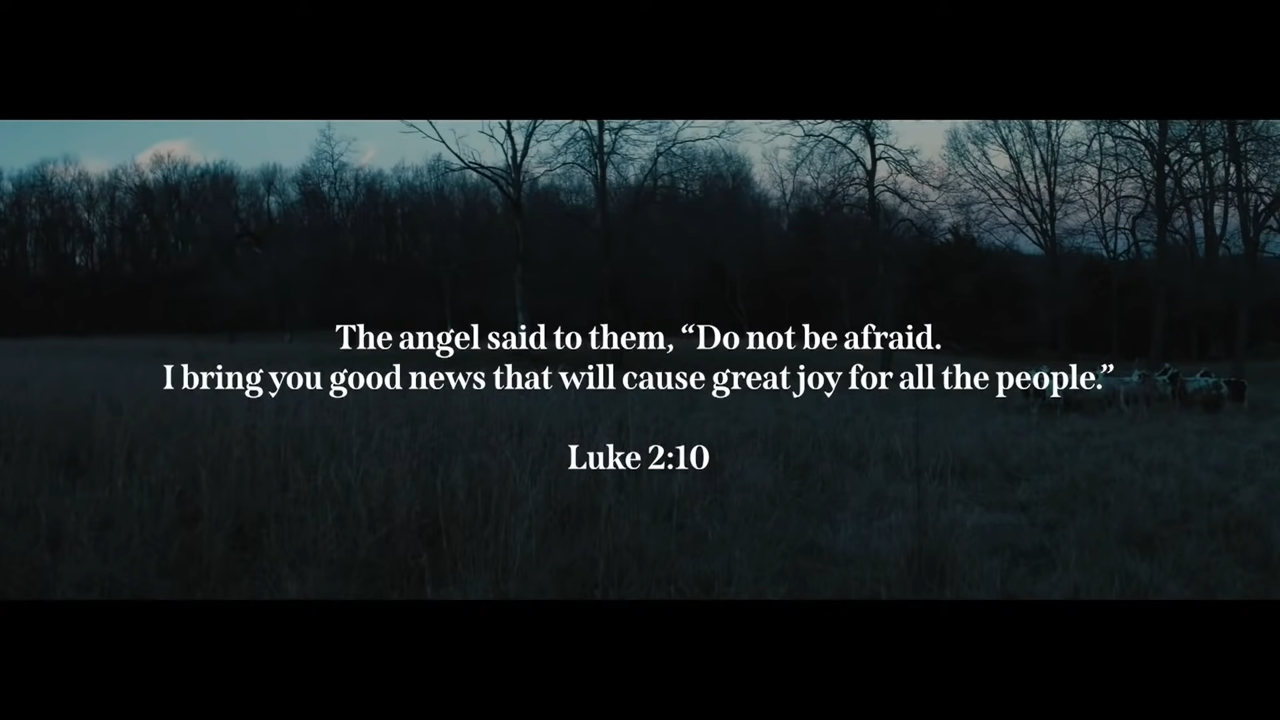 The angel said to them, “Do not be afraid.
I bring you good news that will cause great joy for all the people.”
Luke 2:10